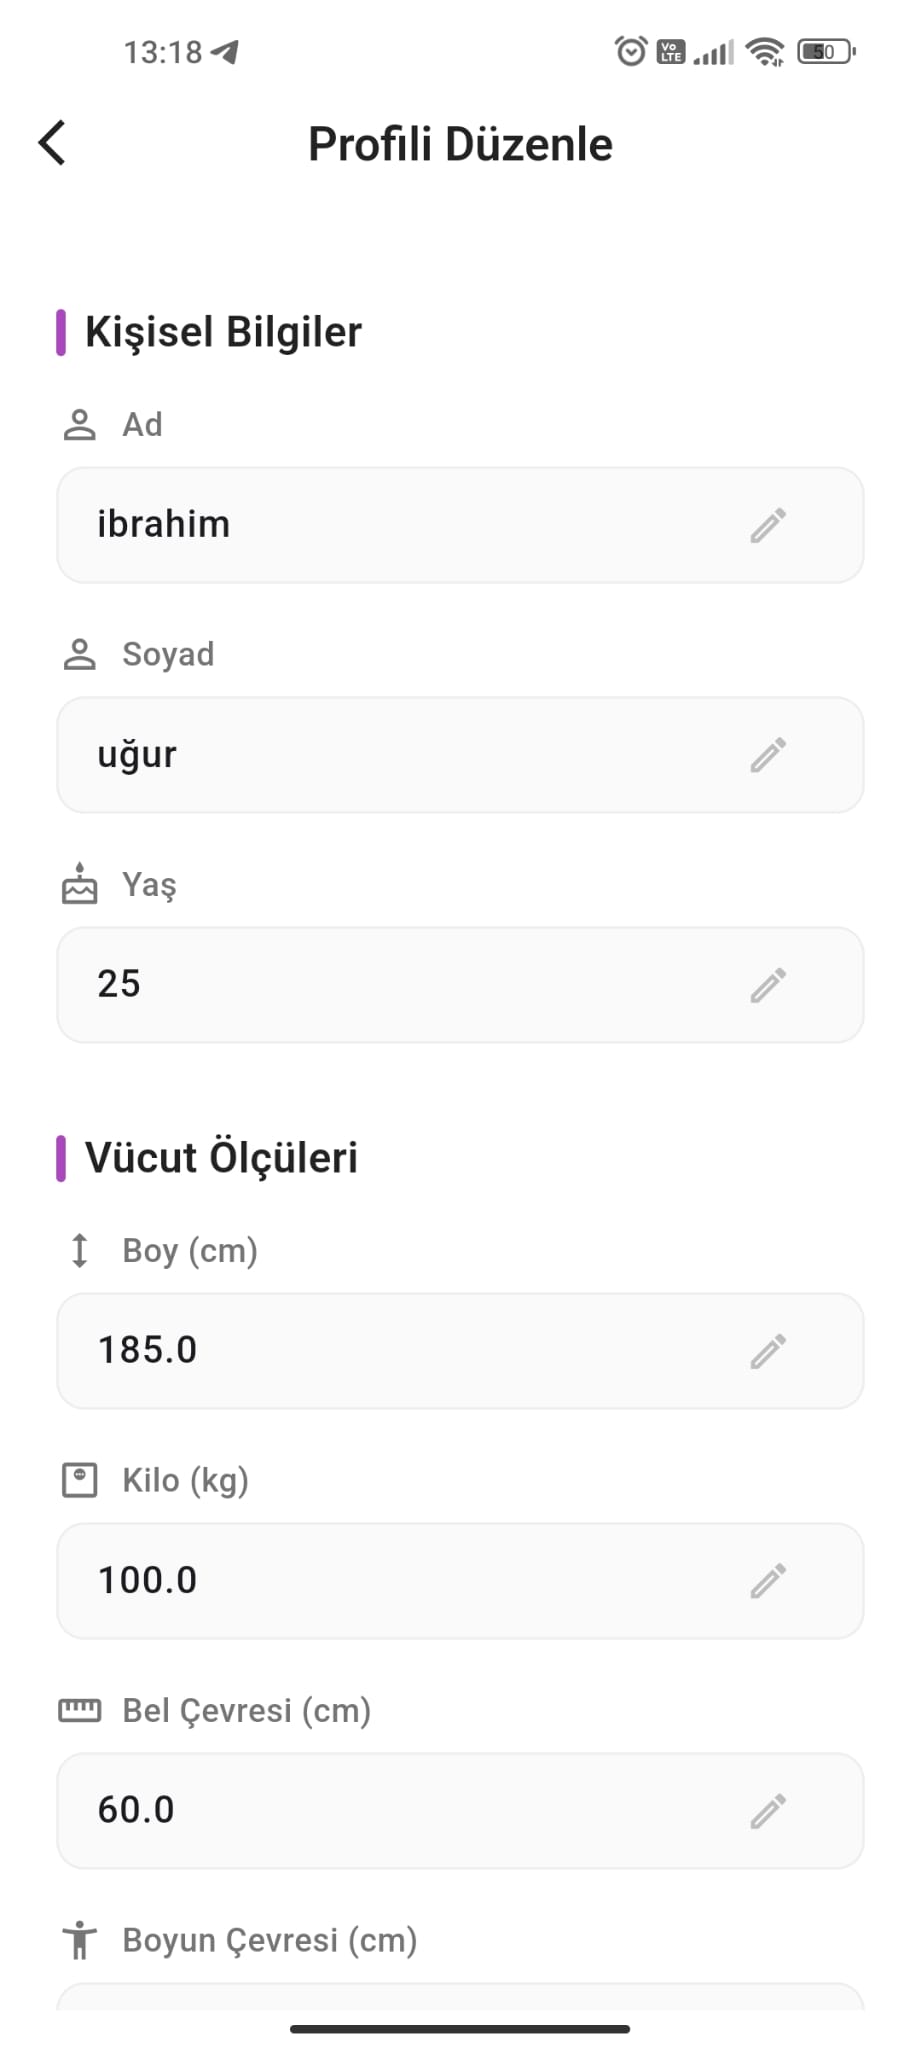 13:18
Vo
LTE
50
Profili Düzenle
Kişisel Bilgiler
Ad
ibrahim
Soyad
uğur
Yaş
25
Vücut Ölçüleri
Boy (cm)
185.0
Kilo (kg)
100.0
Bel Çevresi (cm)
60.0
Boyun Çevresi (cm)